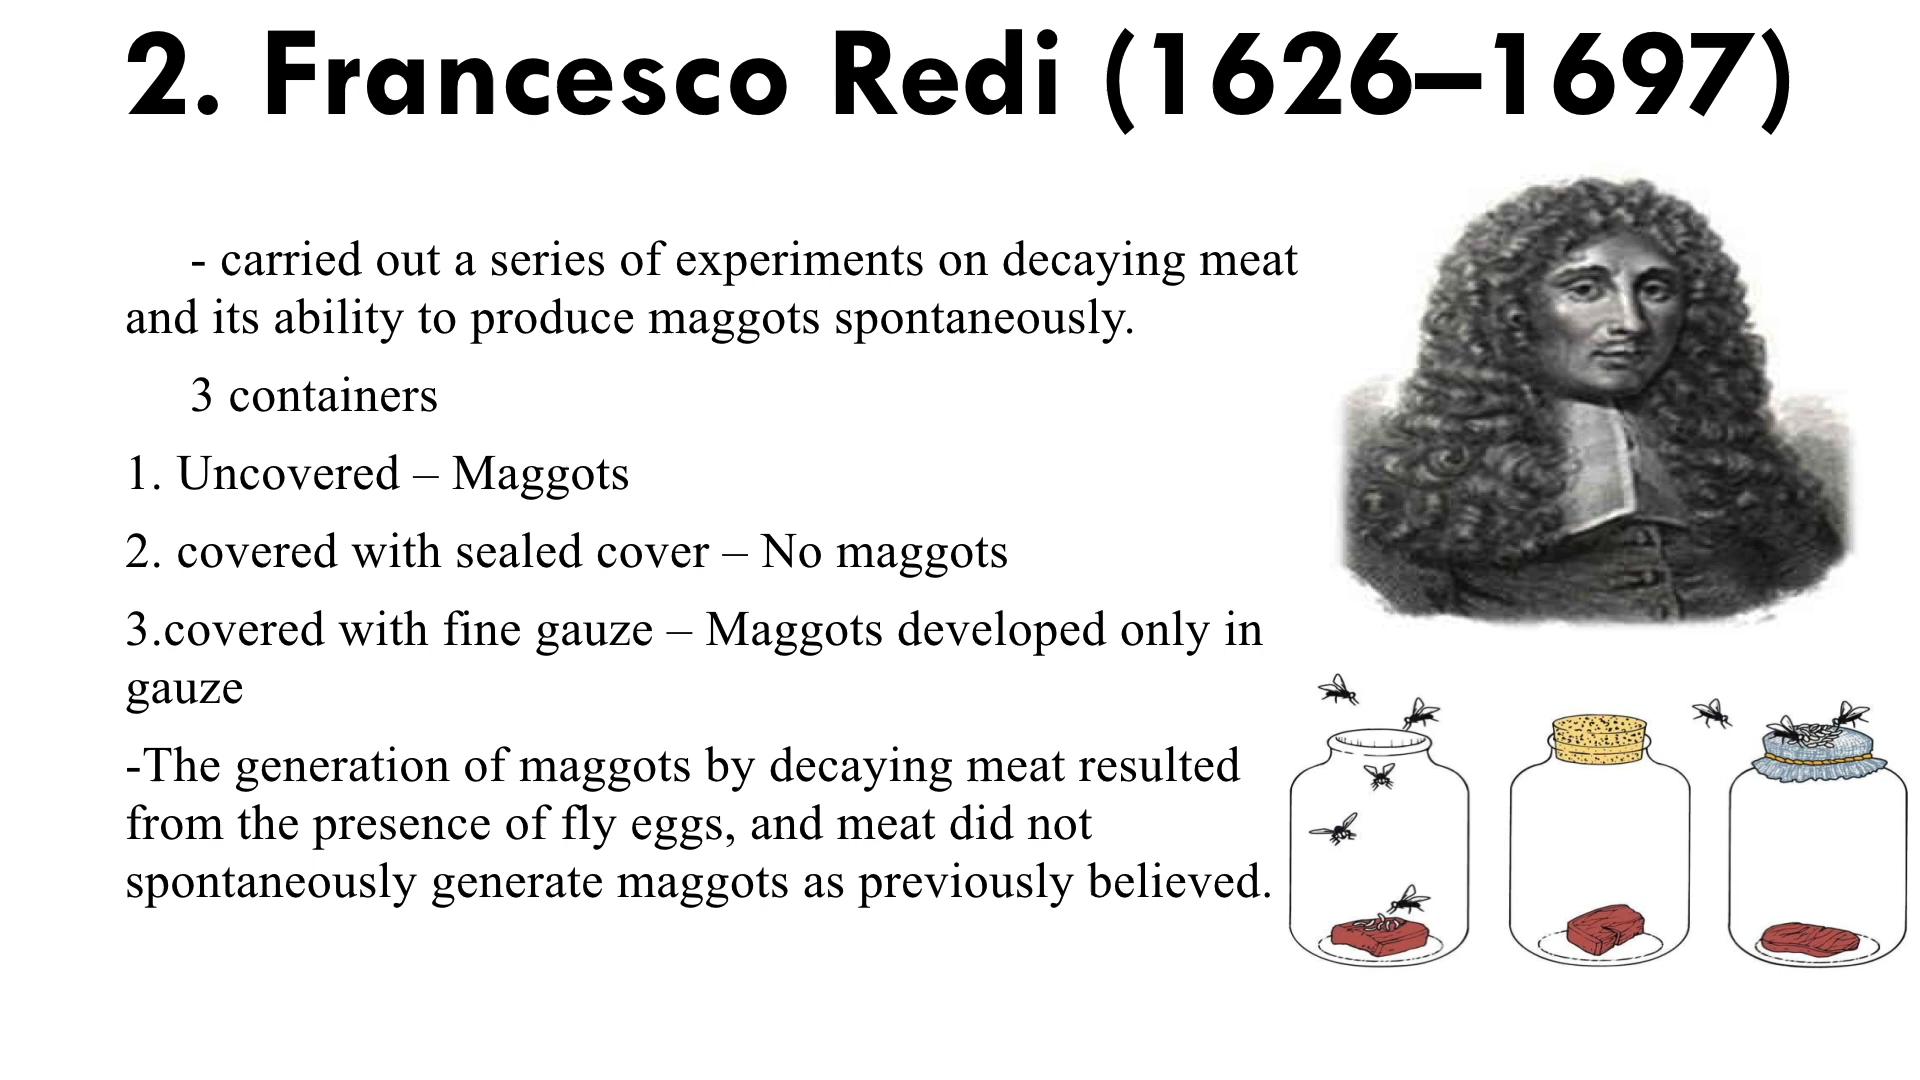 2. Francesco Redi (1626–1697)
- carried out a series of experiments on decaying meat
and its ability to produce maggots spontaneously.
3 containers
1. Uncovered – Maggots
2. covered with sealed cover – No maggots
3.covered with fine gauze – Maggots developed only in
gauze
-The generation of maggots by decaying meat resulted
from the presence of fly eggs, and meat did not
spontaneously generate maggots as previously believed.